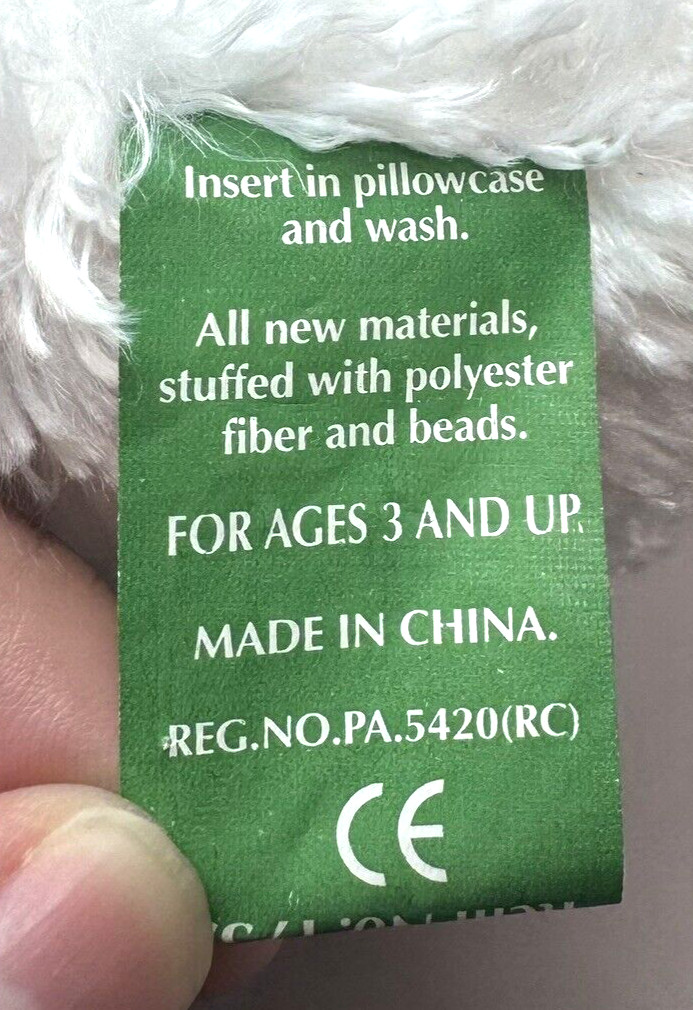 Insert in pillowcase
and wash.
All new materials,
stuffed with polyester
fiber and beads.
FOR AGES 3 AND UP.
MADE IN CHINA.
REG.NO.PA.5420(RC)
CE